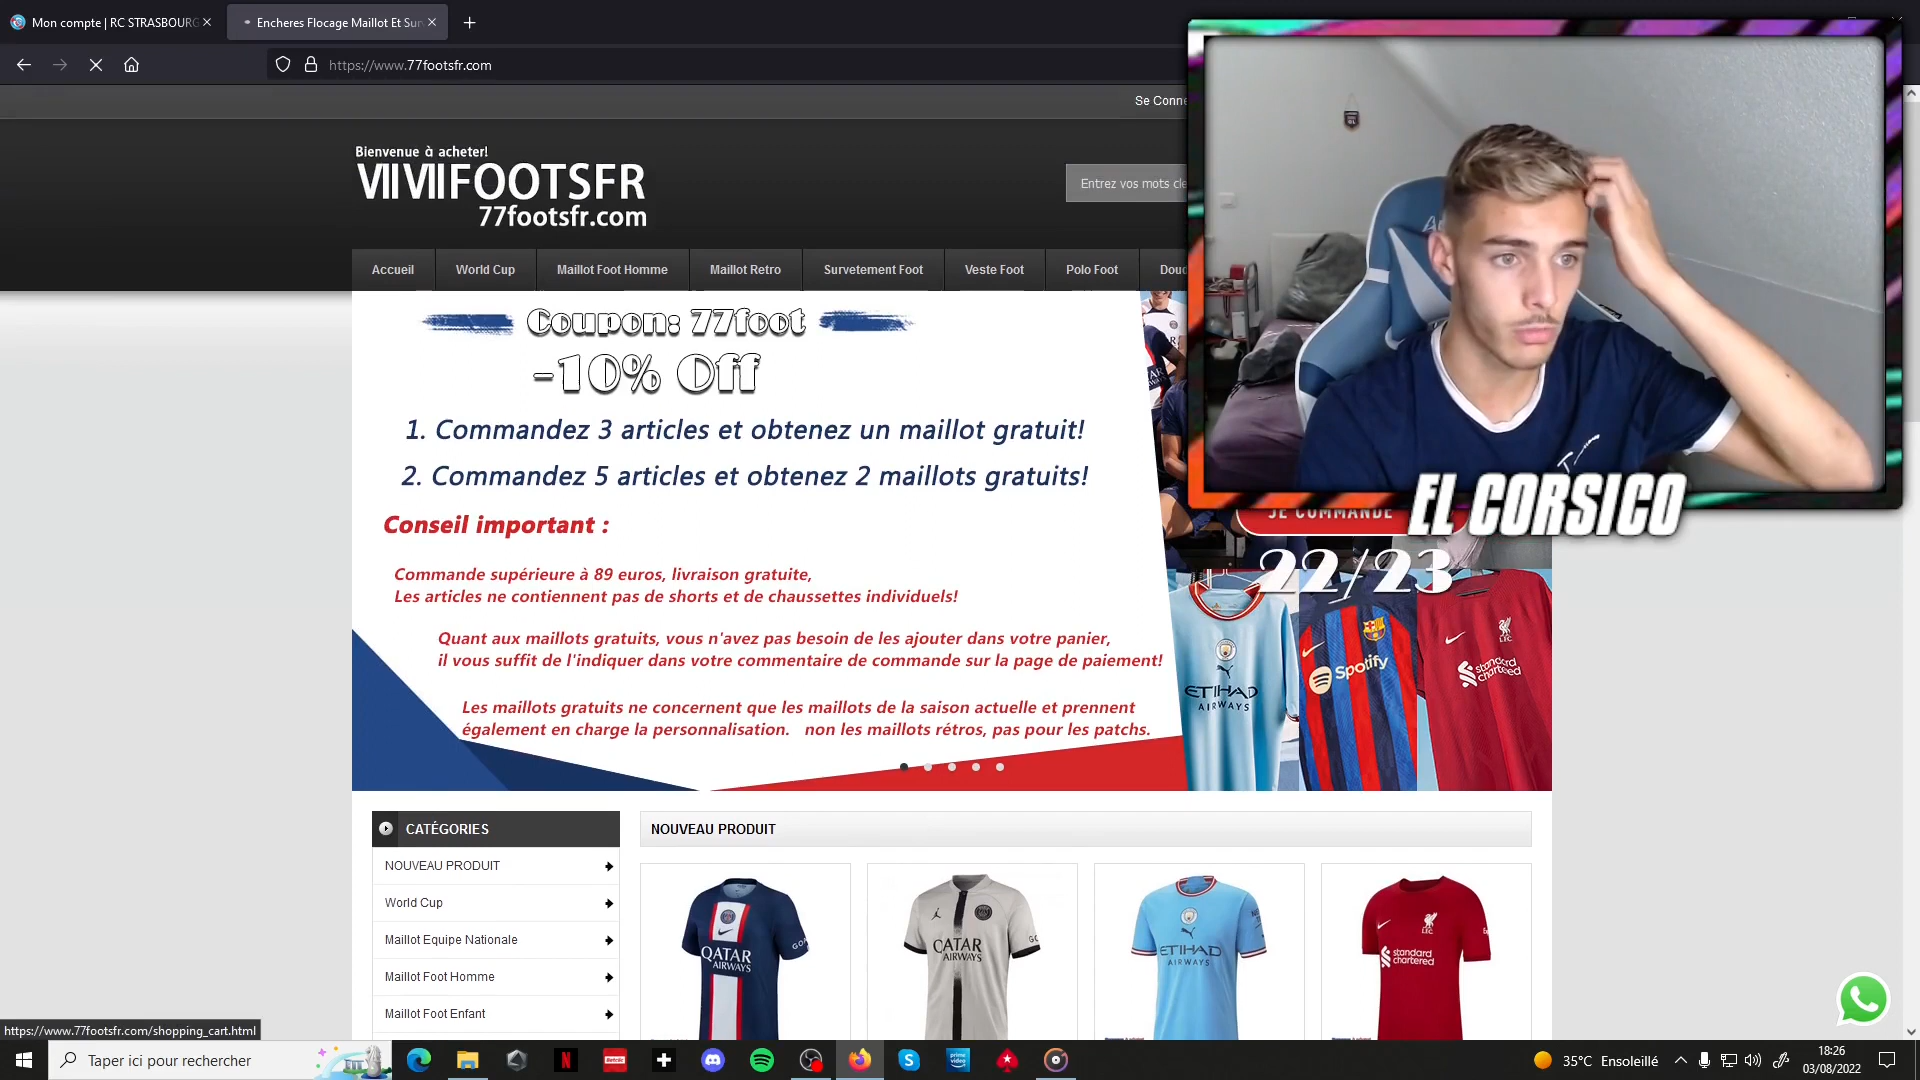 Mon compte | RC STRASBOURG
Encheres Flocage Maillot Et Sur
https://www.77footsfr.com
Se Conne
Bienvenue à acheter!
VIIVIIFOOTSFR
77footsfr.com
Entrez vos mots cle
Accueil
World Cup
Maillot Foot Homme
Maillot Retro
Survetement Foot
Veste Foot
Polo Foot
Doud
Coupon: 77foot
-10% Off
1. Commandez 3 articles et obtenez un maillot gratuit!
2. Commandez 5 articles et obtenez 2 maillots gratuits!
Conseil important :
Commande supérieure à 89 euros, livraison gratuite,
Les articles ne contiennent pas de shorts et de chaussettes individuels!
Quant aux maillots gratuits, vous n'avez pas besoin de les ajouter dans votre panier,
il vous suffit de l'indiquer dans votre commentaire de commande sur la page de paiement!
Les maillots gratuits ne concernent que les maillots de la saison actuelle et prennent
également en charge la personnalisation. non les maillots rétros, pas pour les patchs.
JE COMMANDE
EL CORSICO
22/23
ETIHAD
AIRWAYS
Spotify
LFC
standard
chartered
CATÉGORIES
NOUVEAU PRODUIT
World Cup
Maillot Equipe Nationale
Maillot Foot Homme
Maillot Foot Enfant
NOUVEAU PRODUIT
QATAR
AIRWAYS
QATAR
AIRWAYS
ETIHAD
AIRWAYS
standard
chartered
https://www.77footsfr.com/shopping_cart.html
Taper ici pour rechercher
35°C Ensoleillé
18:26
03/08/2022